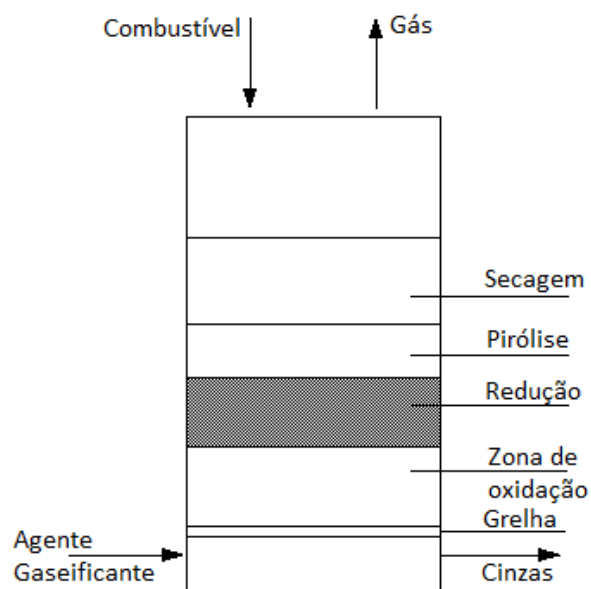 Combustível
Gás
Secagem
Pirólise
Redução
Zona de
oxidação
Grelha
Agente
Gaseificante
Cinzas